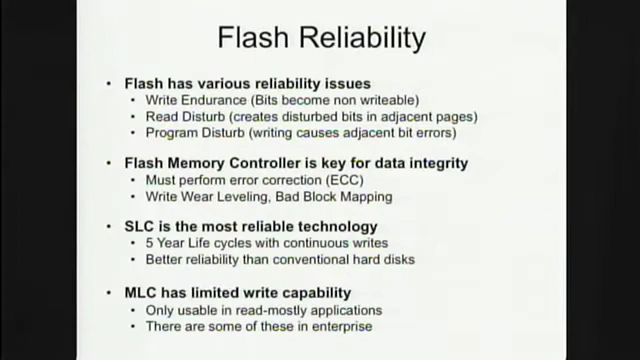 Flash Reliability
• Flash has various reliability issues
• Write Endurance (Bits become non writeable)
• Read Disturb (creates disturbed bits in adjacent pages)
• Program Disturb (writing causes adjacent bit errors)
• Flash Memory Controller is key for data integrity
• Must perform error correction (ECC)
• Write Wear Leveling, Bad Block Mapping
• SLC is the most reliable technology
• 5 Year Life cycles with continuous writes
• Better reliability than conventional hard disks
• MLC has limited write capability
• Only usable in read-mostly applications
• There are some of these in enterprise